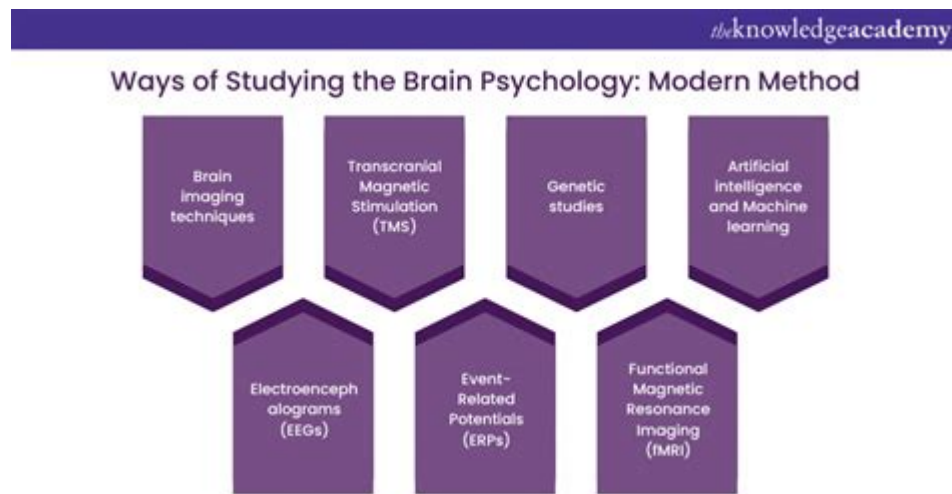 theknowledgeacademy
Ways of Studying the Brain Psychology: Modern Method
Brain
imaging
techniques
Transcranial
Magnetic
Stimulation
(TMS)
Genetic
studies
Artificial
intelligence
and Machine
learning
Electroenceph
alograms
(EEGs)
Event-
Related
Potentials
(ERPs)
Functional
Magnetic
Resonance
Imaging
(fMRI)